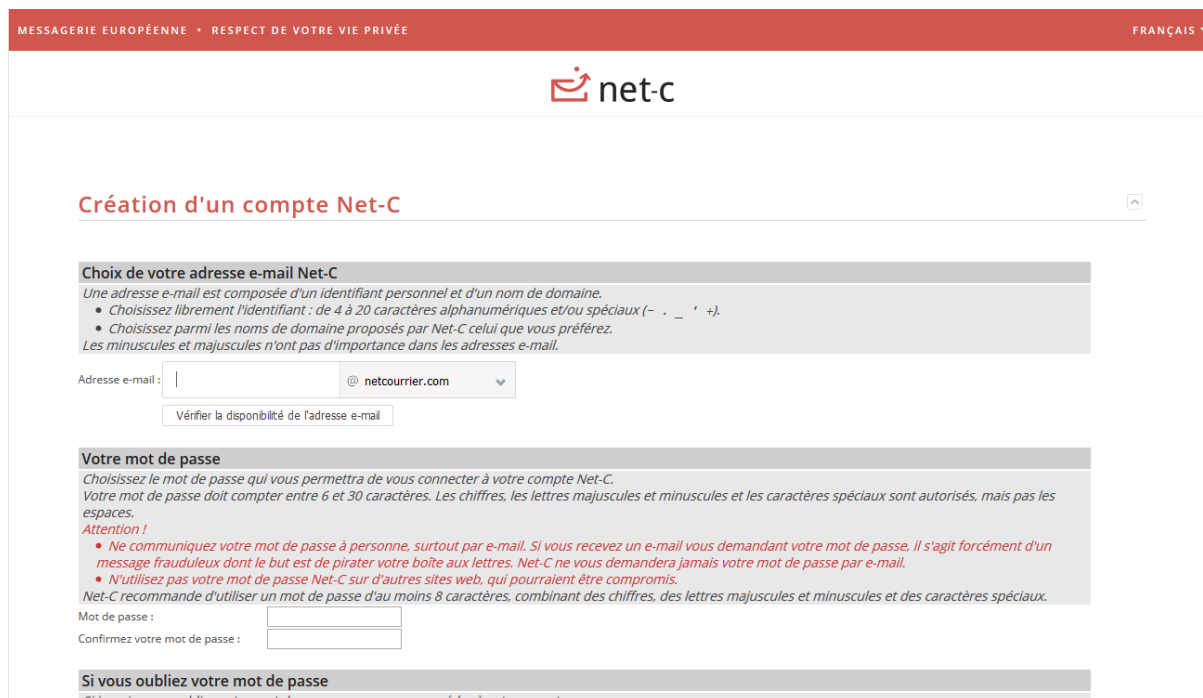 MESSAGERIE EUROPÉENNE • RESPECT DE VOTRE VIE PRIVÉE
FRANÇAIS
net-c
Création d'un compte Net-C
Choix de votre adresse e-mail Net-C
Une adresse e-mail est composée d'un identifiant personnel et d'un nom de domaine.
• Choisissez librement l'identifiant : de 4 à 20 caractères alphanumériques et/ou spéciaux (- . _ ' +).
• Choisissez parmi les noms de domaine proposés par Net-C celui que vous préférez.
Les minuscules et majuscules n'ont pas d'importance dans les adresses e-mail.
Adresse e-mail :
@ netcourrier.com
Vérifier la disponibilité de l'adresse e-mail
Votre mot de passe
Choisissez le mot de passe qui vous permettra de vous connecter à votre compte Net-C.
Votre mot de passe doit compter entre 6 et 30 caractères. Les chiffres, les lettres majuscules et minuscules et les caractères spéciaux sont autorisés, mais pas les
espaces.
Attention !
• Ne communiquez votre mot de passe à personne, surtout par e-mail. Si vous recevez un e-mail vous demandant votre mot de passe, il s'agit forcément d'un
message frauduleux dont le but est de pirater votre boîte aux lettres. Net-C ne vous demandera jamais votre mot de passe par e-mail.
• N'utilisez pas votre mot de passe Net-C sur d'autres sites web, qui pourraient être compromis.
Net-C recommande d'utiliser un mot de passe d'au moins 8 caractères, combinant des chiffres, des lettres majuscules et minuscules et des caractères spéciaux.
Mot de passe :
Confirmez votre mot de passe :
Si vous oubliez votre mot de passe